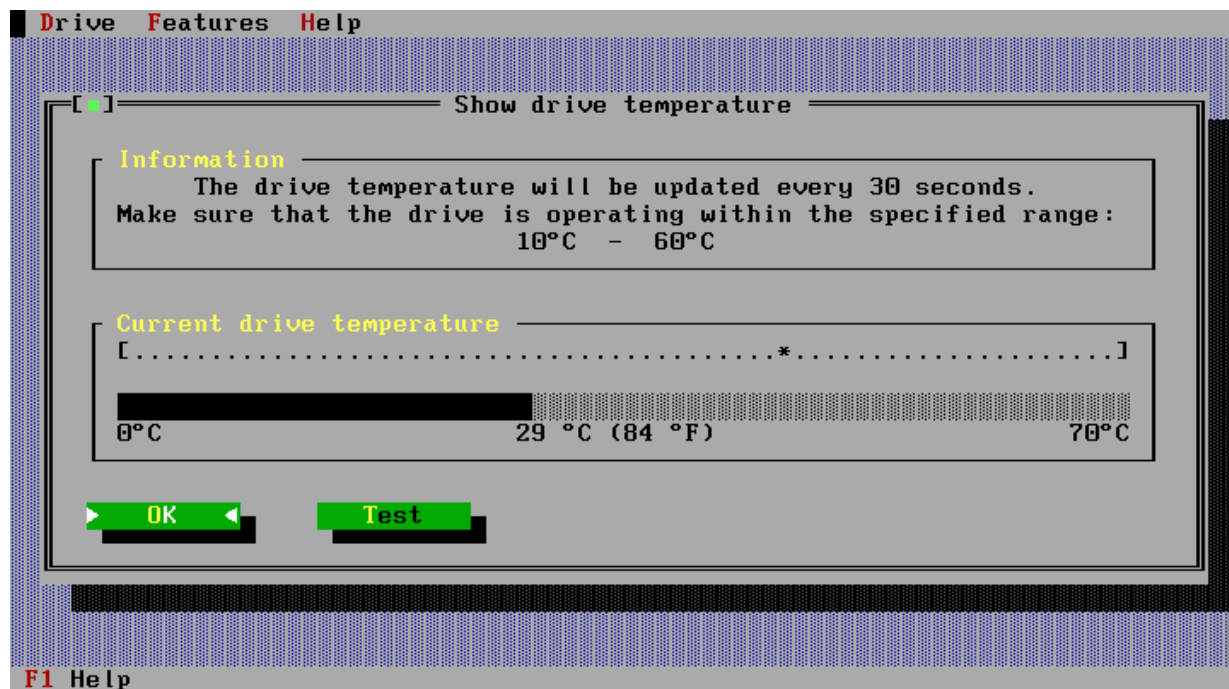 Drive Features Help
[■] Show drive temperature
Information
The drive temperature will be updated every 30 seconds.
Make sure that the drive is operating within the specified range:
10°C - 60°C
Current drive temperature
[..........................................*.....................]
0°C 29 °C (84 °F) 70°C
OK Test
F1 Help